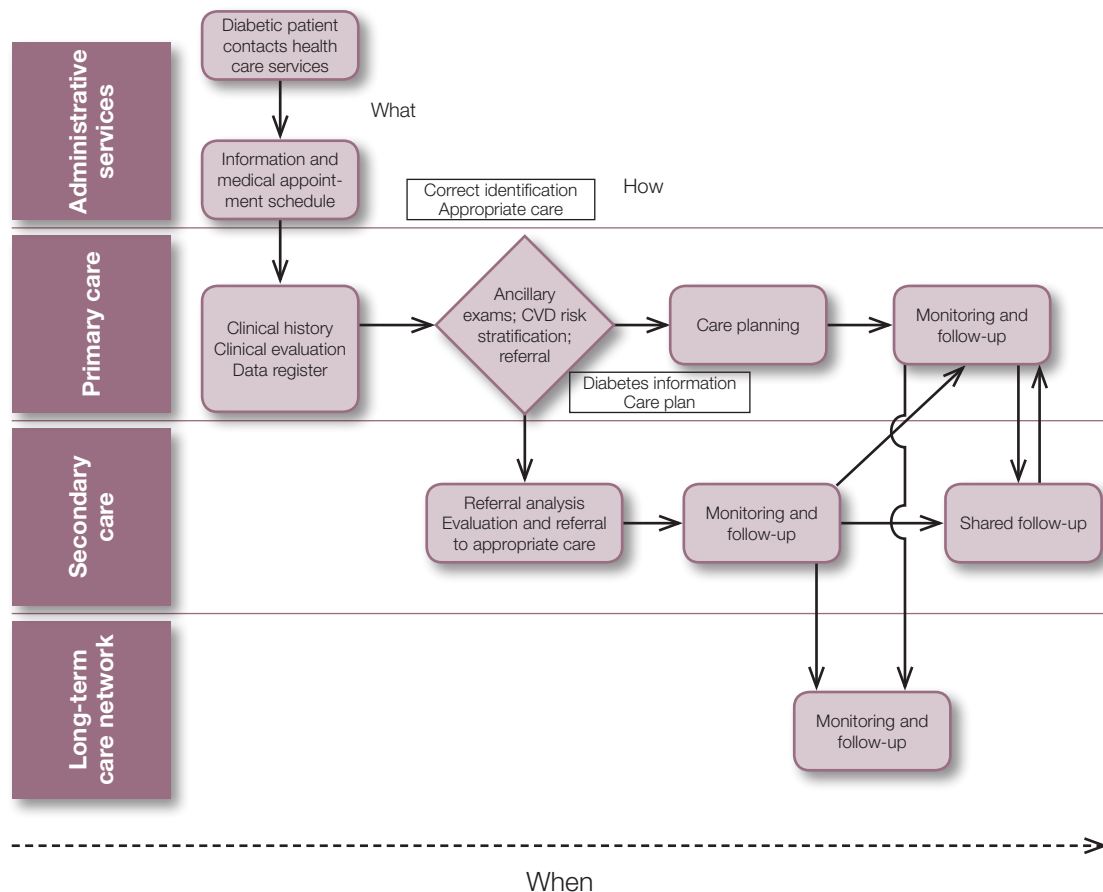 Administrative
services
Diabetic patient
contacts health
care services
What
Information and
medical appoint-
ment schedule
Correct identification
Appropriate care
How
Primary care
Clinical history
Clinical evaluation
Data register
Ancillary
exams; CVD risk
stratification;
referral
Care planning
Monitoring and
follow-up
Diabetes information
Care plan
Secondary
care
Referral analysis
Evaluation and referral
to appropriate care
Monitoring and
follow-up
Shared follow-up
Long-term
care network
Monitoring and
follow-up
When